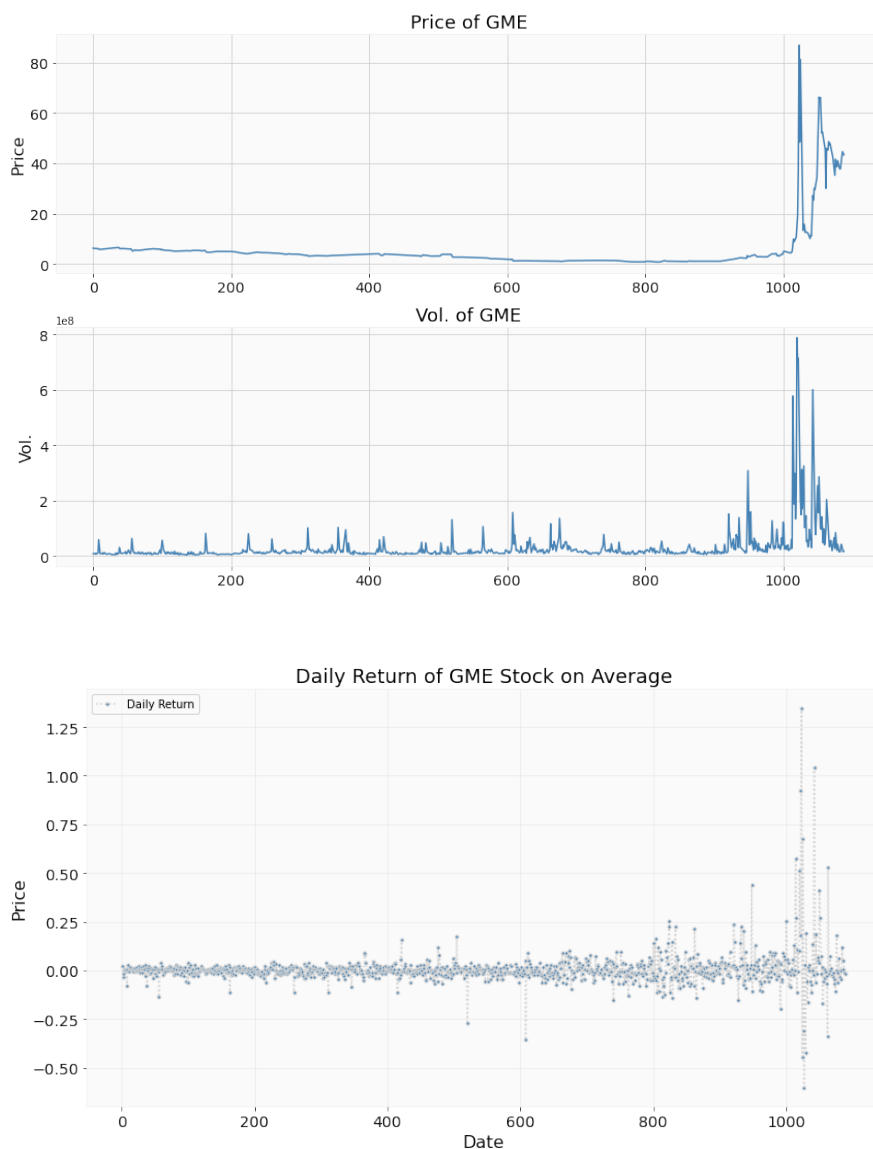 Price of GME
Price
80
60
40
20
0
0 200 400 600 800 1000
Vol. of GME
1e8
Vol.
8
6
4
2
0
0 200 400 600 800 1000
Daily Return of GME Stock on Average
Daily Return
Price
1.25
1.00
0.75
0.50
0.25
0.00
−0.25
−0.50
0 200 400 600 800 1000
Date